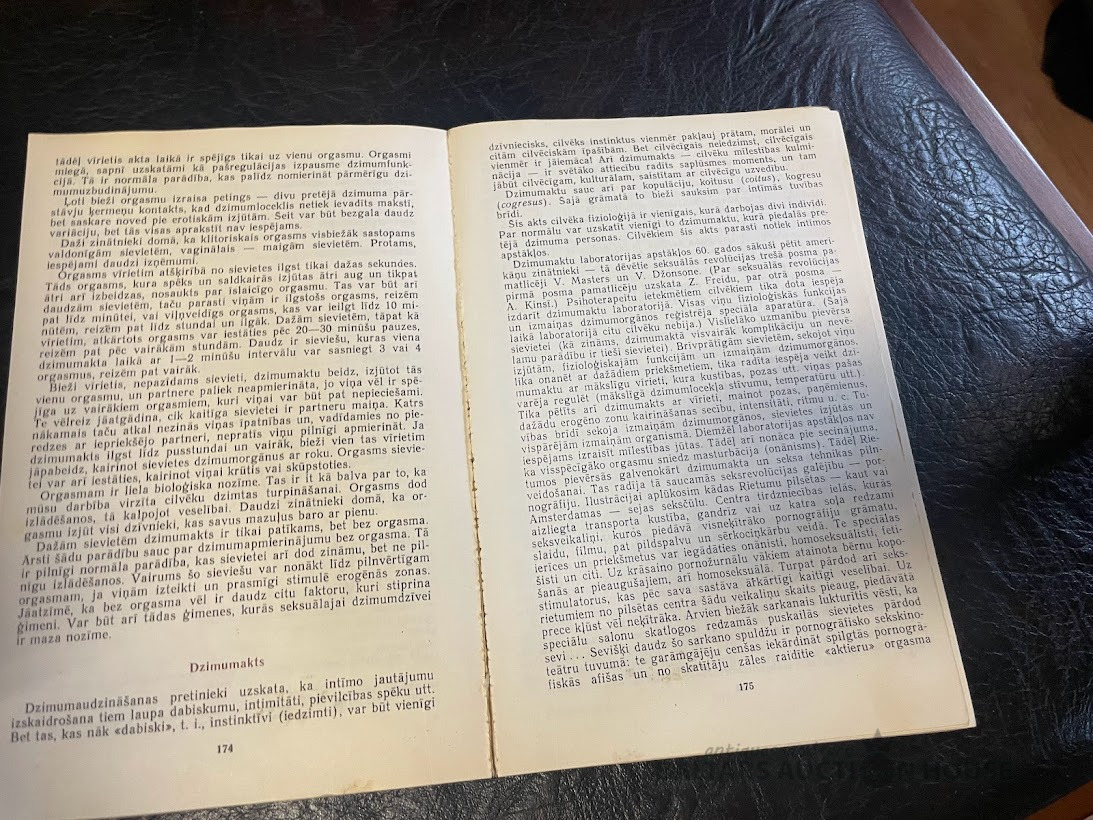 tādēļ vīrietis akta laikā ir spējīgs tikai uz vienu orgasmu. Orgasmi
miegā, sapņi uzskatāmi kā pašregulācijas izpausme dzimumfunk-
cijā. Tā ir normāla parādība, kas palīdz nomierināt pārmērīgu dzi-
mumuzbudinājumu.
Ļoti bieži orgasmu izraisa petings — divu pretējā dzimuma pār-
stāvju ķermeņu kontakts, kad dzimumloceklis netiek ievadīts makstī,
bet saskare noved pie erotiskām izjūtām. Šeit var būt bezgala daudz
variāciju, bet tās visas aprakstīt nav iespējams.
Daži zinātnieki domā, ka klitoriskais orgasms visbiežāk sastopams
valdonīgām sievietēm, vaginālais — maigām sievietēm. Protams,
iespējami daudzi izņēmumi.
Orgasms vīrietim atšķirībā no sievietes ilgst tikai dažas sekundes.
Tāds orgasms, kura spēks un saldkairās izjūtas ātri aug un tikpat
ātri arī izbeidzas, nosaukts par īslaicīgo orgasmu. Tas var būt arī
daudzām sievietēm, taču parasti viņām ir ilgstošs orgasms, reizēm
pat līdz minūtei, vai viļņveidīgs orgasms, kas var ieilgt līdz 10 mi-
nūtēm, reizēm pat līdz stundai un ilgāk. Dažām sievietēm, tāpat kā
vīrietim, atkārtots orgasms var iestāties pēc 20—30 minūšu pauzes,
reizēm pat pēc vairākām stundām. Daudz ir sieviešu, kuras viena
dzimumakta laikā ar 1—2 minūšu intervālu var sasniegt 3 vai 4
orgasmus, reizēm pat vairāk.
Bieži vīrietis, nepazīdams sievieti, dzimumaktu beidz, izjūtot tās
vienu orgasmu, un partnere paliek neapmierināta, jo viņa vēl ir spē-
jīga uz vairākiem orgasmiem, kuri viņai var būt pat nepieciešami.
Te vēlreiz jāatgādina, cik kaitīga sievietei ir partneru maiņa. Katrs
nākamais taču atkal nezinās viņas īpatnības un, vadīdamies no pie-
redzes ar iepriekšējo partneri, nepratīs viņu pilnīgi apmierināt. Ja
dzimumakts ilgst līdz pusstundai un vairāk, bieži vien tas vīrietim
jāpabeidz, kairinot sievietes dzimumorgānus ar roku. Orgasms sievie-
tei var arī iestāties, kairinot viņai krūtis vai skūpstoties.
Orgasmam ir liela bioloģiska nozīme. Tas ir it kā balva par to, ka
mūsu darbība virzīta cilvēku dzimtas turpināšanai. Orgasms dod
izlādēšanos, tā kalpojot veselībai. Daudzi zinātnieki domā, ka or-
gasmu izjūt visi dzīvnieki, kas savus mazuļus baro ar pienu.
Dažām sievietēm dzimumakts ir tikai patīkams, bet bez orgasma.
Ārsti šādu parādību sauc par dzimumapmierinājumu bez orgasma. Tā
ir pilnīgi normāla parādība, kas sievietei arī dod zināmu, bet ne pil-
nīgu izlādēšanos. Vairums šo sieviešu var nonākt līdz pilnvērtīgam
orgasmam, ja viņām izteikti un prasmīgi stimulē erogēnās zonas.
Jāatzīmē, ka bez orgasma vēl ir daudz citu faktoru, kuri stiprina
ģimeni. Var būt arī tādas ģimenes, kurās seksuālajai dzimumdzīvei
ir maza nozīme.
Dzimumakts
Dzimumaudzināšanas pretinieki uzskata, ka intīmo jautājumu
izskaidrošana tiem laupa dabiskumu, intimitāti, pievilcības spēku utt.
Bet tas, kas nāk «dabiski», t. i., instinktīvi (iedzimti), var būt vienīgi
174
dzīvniecisks, cilvēks instinktus vienmēr pakļauj prātam, morālei un
citām cilvēciskām īpašībām. Bet cilvēcīgais neiedzimst, cilvēcīgais
vienmēr ir jāiemāca! Arī dzimumakts — cilvēku mīlestības kulmi-
nācija — ir svētāko attiecību radīts saplūsmes moments, un tam
jābūt cilvēcīgam, kulturālam, saistītam ar cilvēcīgu uzvedību.
Dzimumaktu sauc arī par kopulāciju, koitusu (coitus), kogresu
(cogresus). Šajā grāmatā to bieži sauksim par intīmās tuvības
brīdi.
Šis akts cilvēka fizioloģijā ir vienīgais, kurā darbojas divi indivīdi.
Par normālu var uzskatīt vienīgi to dzimumaktu, kurā piedalās pre-
tējā dzimuma personas. Cilvēkiem šis akts parasti notiek intīmos
apstākļos.
Dzimumaktu laboratorijas apstākļos 60. gados sākuši pētīt ameri-
kāņu zinātnieki — tā dēvētie seksuālās revolūcijas trešā posma pa-
matlicēji V. Masters un V. Džonsone. (Par seksuālās revolūcijas
pirmā posma pamatlicēju uzskata Z. Freidu, par otrā posma —
A. Kinsi.) Psihoterapeitu ietekmētiem cilvēkiem tika dota iespēja
izdarīt dzimumaktu laboratorijā. Visas viņu fizioloģiskās funkcijas
un izmaiņas dzimumorgānos reģistrēja speciāla aparatūra. (Šajā
laikā laboratorijā citu cilvēku nebija.) Vislielāko uzmanību pievērsa
sievietei (kā zināms, dzimumaktā visvairāk komplikāciju un nevē-
lamu parādību ir tieši sievietei). Brīvprātīgām sievietēm, sekojot viņu
izjūtām, fizioloģiskajām funkcijām un izmaiņām dzimumorgānos,
lika onanēt ar dažādiem priekšmetiem, tika radīta iespēja veikt dzi-
mumaktu ar mākslīgu vīrieti, kura kustības, pozas utt. viņas pašas
varēja regulēt (mākslīgā dzimumlocekļa stīvumu, temperatūru utt.)
Tika pētīts arī dzimumakts ar vīrieti, mainot pozas, paņēmienus,
dažādu erogēno zonu kairināšanas secību, intensitāti, ritmu u. c. Tu-
vības brīdī sekoja izmaiņām dzimumorgānos, sievietes izjūtās un
vispārējām izmaiņām organismā. Diemžēl laboratorijas apstākļos nav
iespējams izraisīt mīlestības jūtas. Tādēļ arī nonāca pie secinājuma,
ka visspēcīgāko orgasmu sniedz masturbācija (onānisms). Tādēļ Rie-
tumos pievērsās galvenokārt dzimumakta un seksa tehnikas piln-
veidošanai. Tas radīja tā saucamās seksrevolūcijas galējību — por-
nogrāfiju. Ilustrācijai aplūkosim kādas Rietumu pilsētas — kaut vai
Amsterdamas — sejas seksčūlu. Centra tirdzniecības ielās, kurās
aizliegta transporta kustība, gandrīz vai uz katra soļa redzami
seksveikaliņi, kuros piedāvā visneķītrāko pornogrāfiju grāmatu,
slaidu, filmu, pat pildspalvu un sērkociņkārbu veidā. Te speciālas
ierīces un priekšmetus var iegādāties onānisti, homoseksuālisti, feti-
šisti un citi. Uz krāsaino pornožurnālu vākiem atainota bērnu kopo-
šanās ar pieaugušajiem, arī homoseksuālā. Turpat pārdod arī seks-
stimulatorus, kas pēc sava sastāva ārkārtīgi kaitīgi veselībai. Uz
rietumiem no pilsētas centra šādu veikaliņu skaits pieaug, piedāvātā
prece kļūst vēl neķītrāka. Arvien biežāk sarkanais lukturītis vēstī, ka
speciālu salonu skatlogos redzamās puskailās sievietes pārdod
sevi . . . Sevišķi daudz šo sarkano spuldžu ir pornogrāfisko sekskino-
teātru tuvumā: te garāmgājēju cenšas iekārdināt spilgtās pornogrā-
fiskās afišas un no skatītāju zāles raidītie «aktieru» orgasma
175